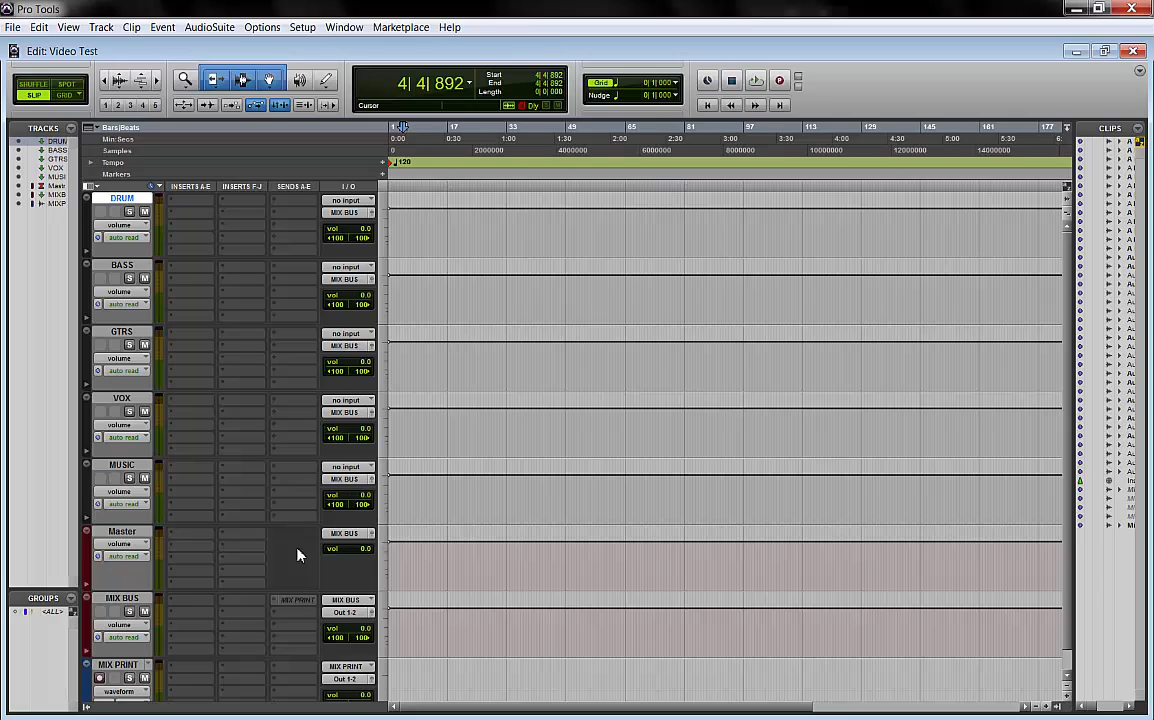 Pro Tools
File Edit View Track Clip Event AudioSuite Options Setup Window Marketplace Help
Edit: Video Test
SHUFFLE SPOT
SLIP GRID
1 2 3 4 5
4| 4| 892
Start 4| 4| 892
End 4| 4| 892
Length 0| 0| 000
Cursor
Dly
Grid 0| 1| 000
Nudge 0| 1| 000
TRACKS
DRUM
BASS
GTRS
VOX
MUSI
Mastr
MIXB
MIXP
Bars|Beats 1 17 33 49 65 81 97 113 129 145 161 177
Min:Secs 0:00 0:30 1:00 1:30 2:00 2:30 3:00 3:30 4:00 4:30 5:00 5:30 6:
Samples 0 2000000 4000000 6000000 8000000 10000000 12000000 14000000
Tempo 120
Markers
INSERTS A-E INSERTS F-J SENDS A-E I / O
DRUM no input
S M MIX BUS
volume vol 0.0
auto read 100 100
BASS no input
S M MIX BUS
volume vol 0.0
auto read 100 100
GTRS no input
S M MIX BUS
volume vol 0.0
auto read 100 100
VOX no input
S M MIX BUS
volume vol 0.0
auto read 100 100
MUSIC no input
S M MIX BUS
volume vol 0.0
auto read 100 100
Master MIX BUS
volume vol 0.0
auto read
MIX BUS MIX PRINT MIX BUS
S M Out 1-2
volume vol 0.0
auto read 100 100
MIX PRINT MIX PRINT
S M Out 1-2
waveform vol 0.0
GROUPS
<ALL>
CLIPS